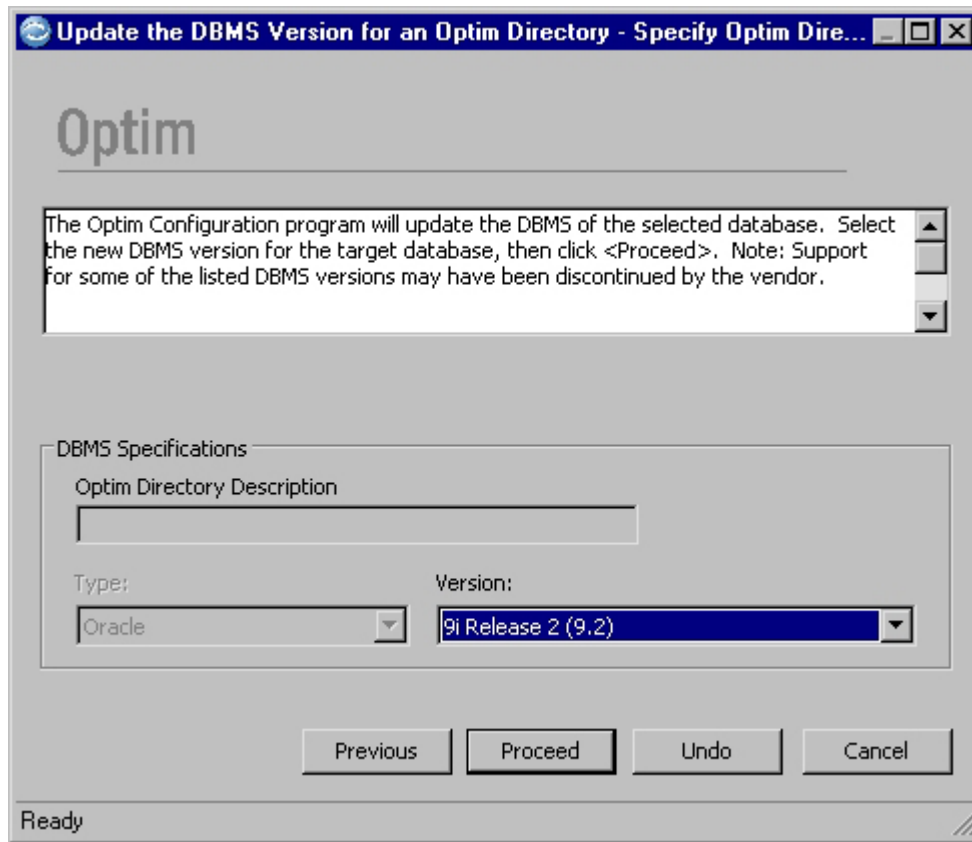 Update the DBMS Version for an Optim Directory - Specify Optim Dire...
Optim
The Optim Configuration program will update the DBMS of the selected database. Select
the new DBMS version for the target database, then click <Proceed>. Note: Support
for some of the listed DBMS versions may have been discontinued by the vendor.
DBMS Specifications
Optim Directory Description
Type: Version:
Oracle 9i Release 2 (9.2)
Previous Proceed Undo Cancel
Ready